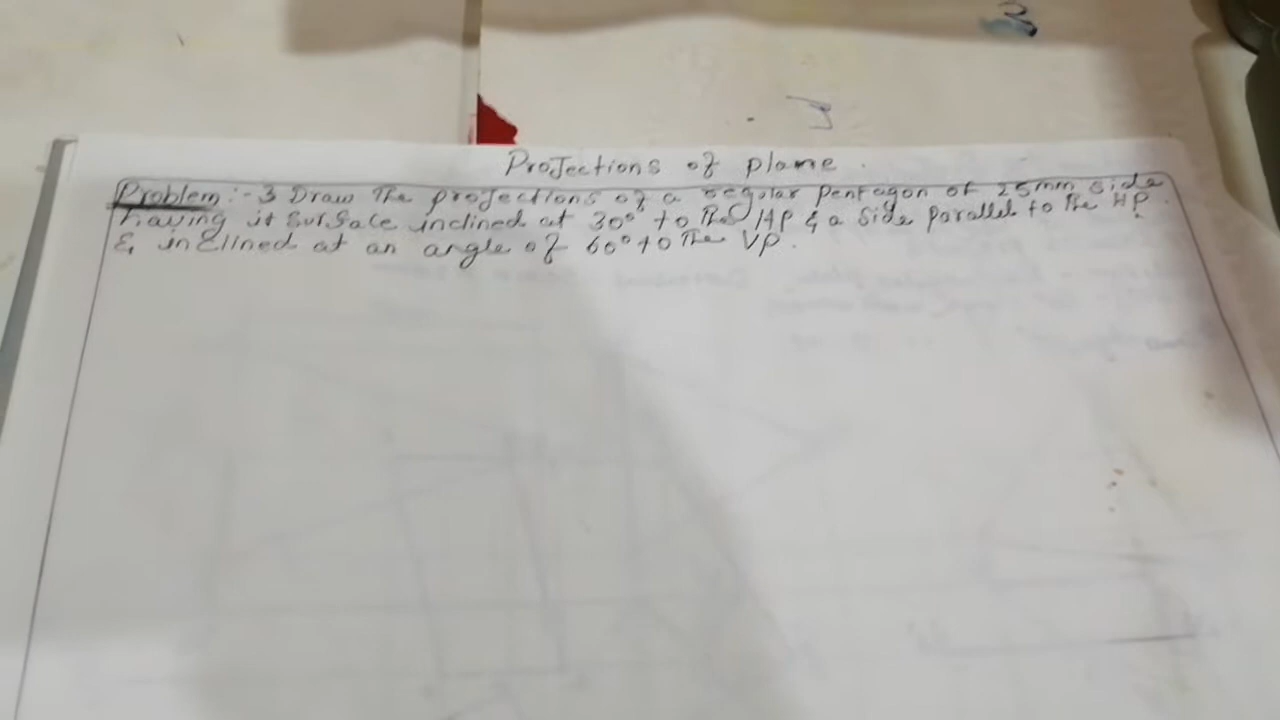 ProJections of plane.
Problem :- 3 Draw The proJections of a regular Pentagon of 25mm side
having it Surface inclined at 30° to The HP & a Side parallel to The HP.
& inclined at an angle of 60° to The VP.